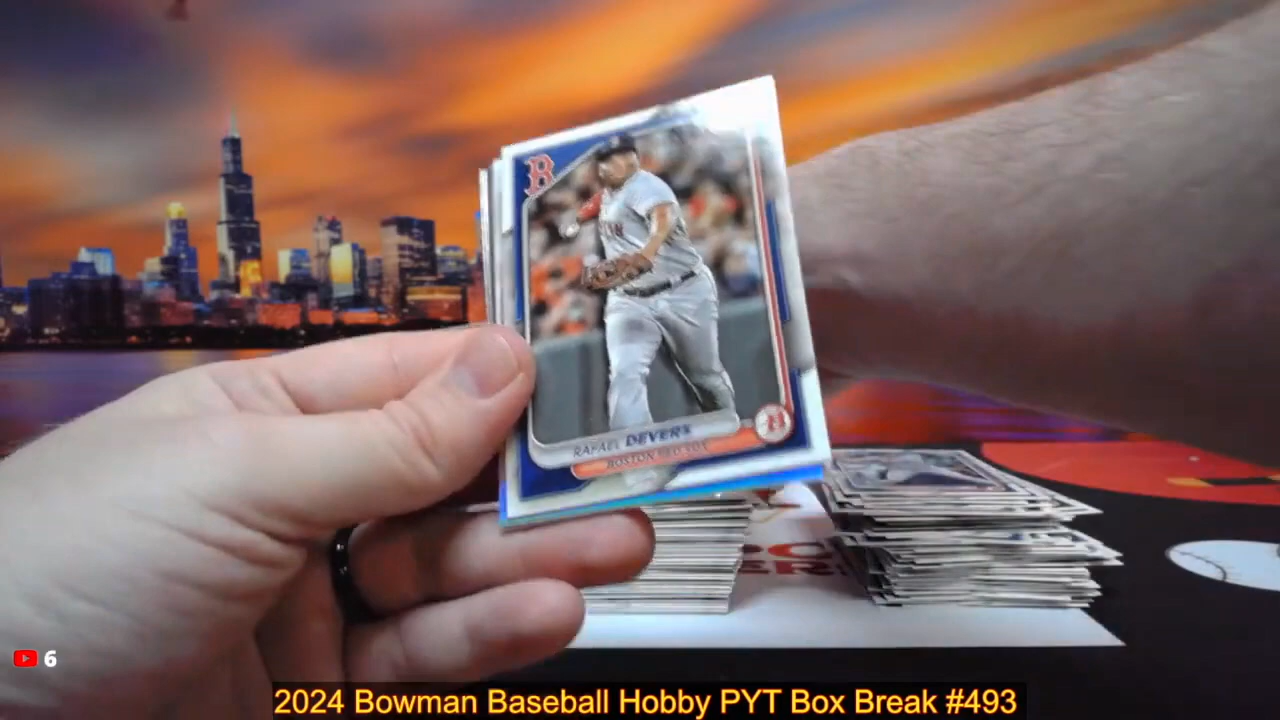 B
RAFAEL DEVERS
BOSTON RED SOX
B
6
2024 Bowman Baseball Hobby PYT Box Break #493